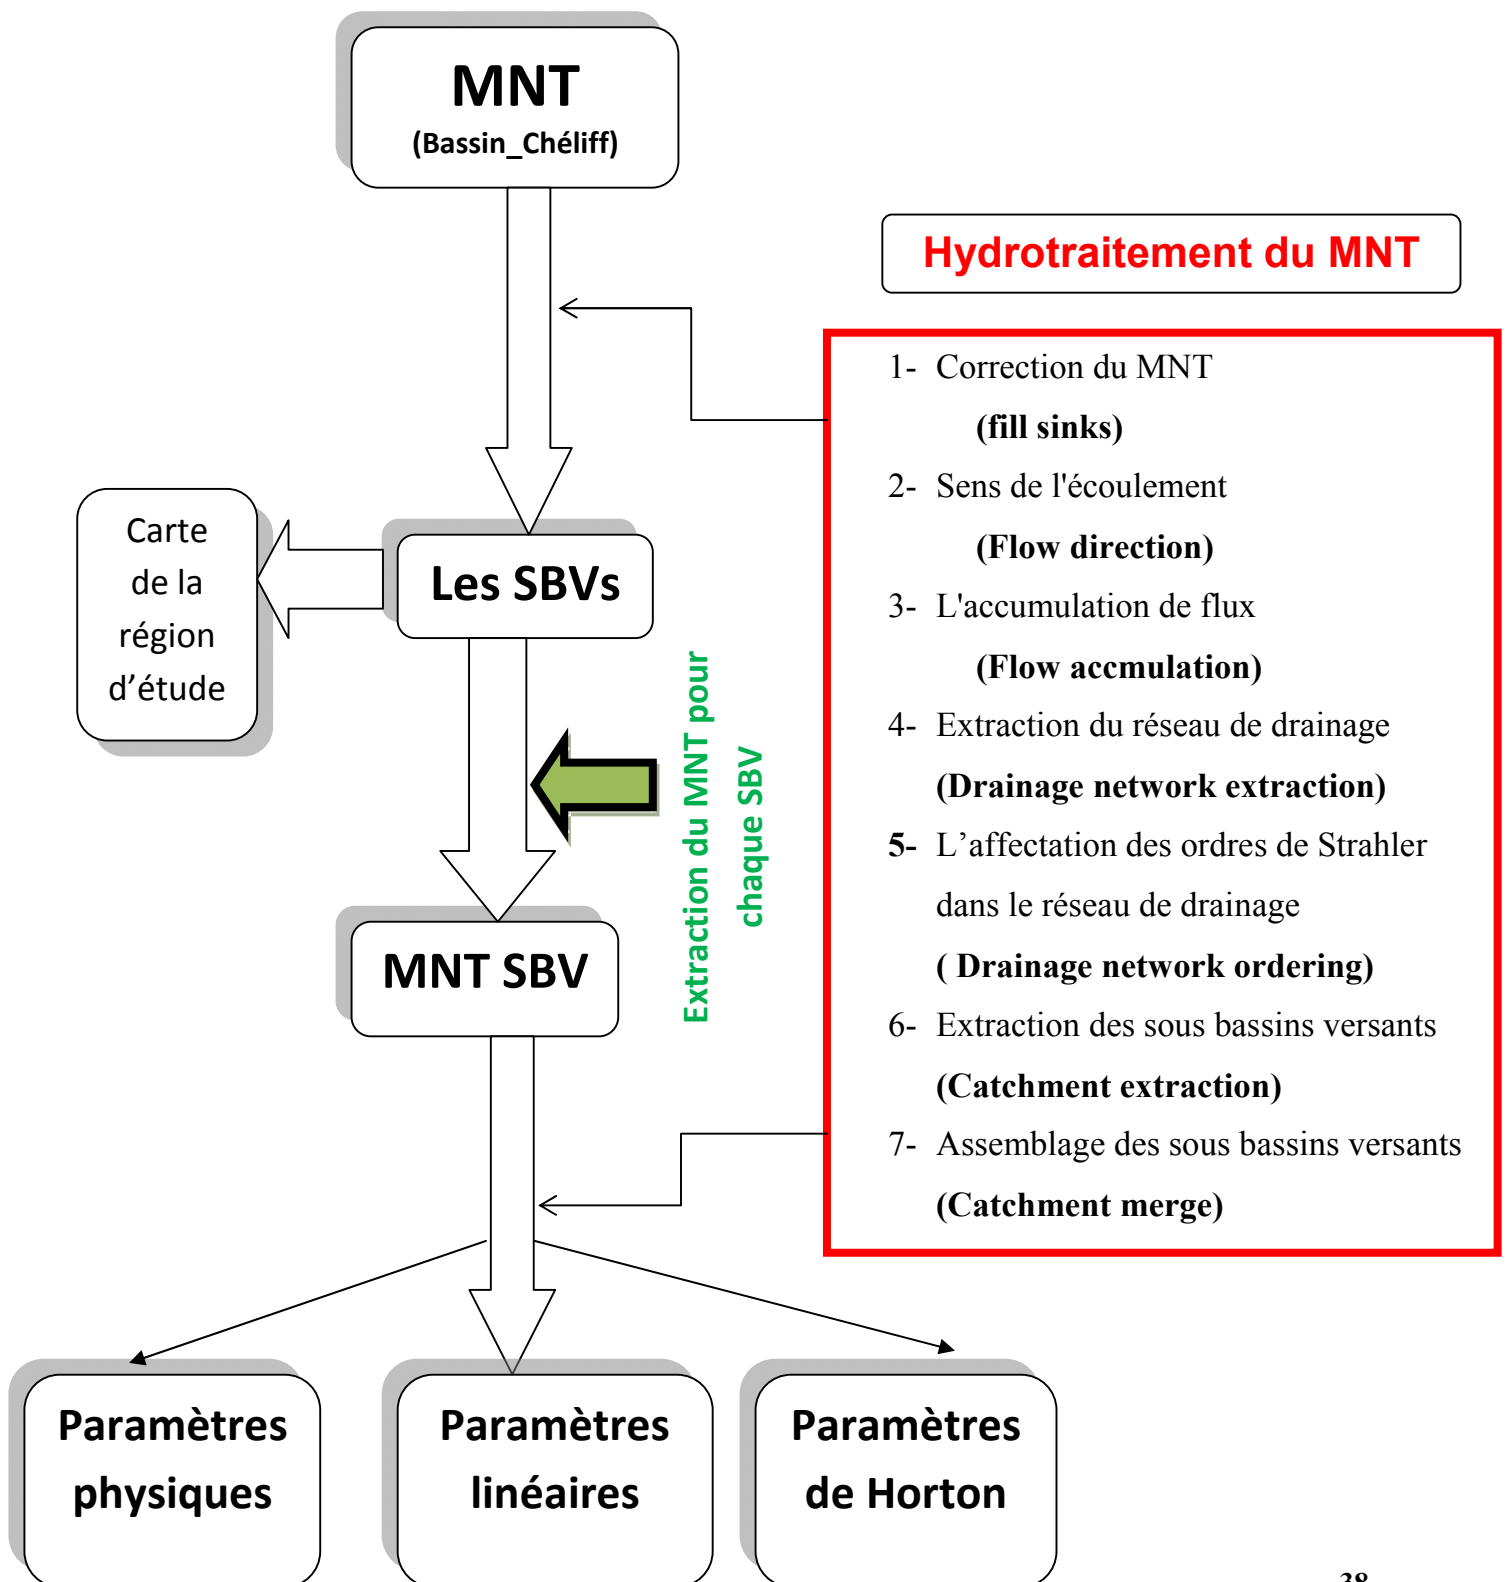 MNT
(Bassin_Chéliff)
Hydrotraitement du MNT
1- Correction du MNT
(fill sinks)
2- Sens de l'écoulement
(Flow direction)
3- L'accumulation de flux
(Flow accmulation)
4- Extraction du réseau de drainage
(Drainage network extraction)
5- L’affectation des ordres de Strahler
dans le réseau de drainage
( Drainage network ordering)
6- Extraction des sous bassins versants
(Catchment extraction)
7- Assemblage des sous bassins versants
(Catchment merge)
Carte
de la
région
d’étude
Les SBVs
Extraction du MNT pour
chaque SBV
MNT SBV
Paramètres
physiques
Paramètres
linéaires
Paramètres
de Horton
38